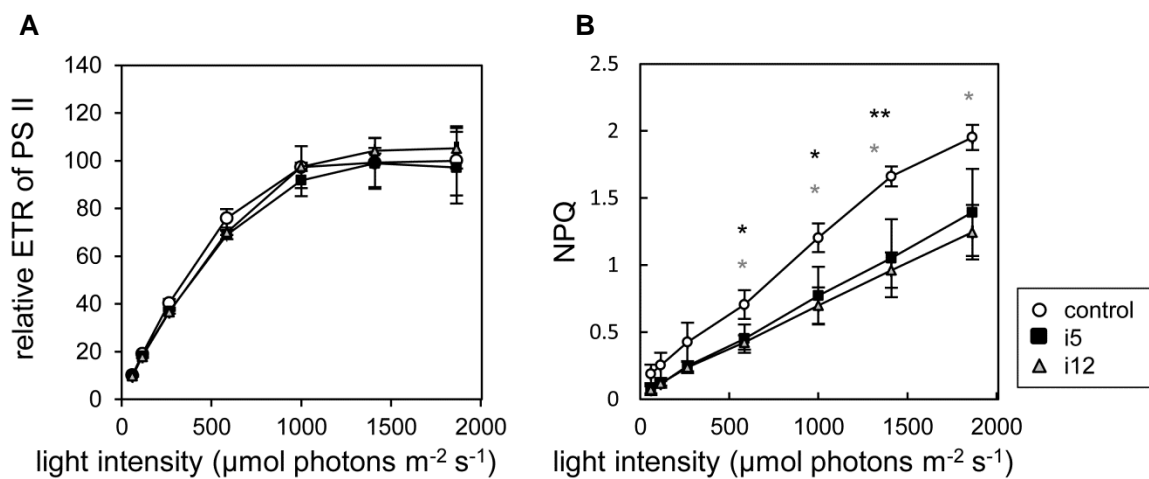 A
relative ETR of PS II
140
120
100
80
60
40
20
0
0 500 1000 1500 2000
light intensity (µmol photons m⁻² s⁻¹)
B
NPQ
2.5
2
1.5
1
0.5
0
* * ** *
* * *
0 500 1000 1500 2000
light intensity (µmol photons m⁻² s⁻¹)
control
i5
i12